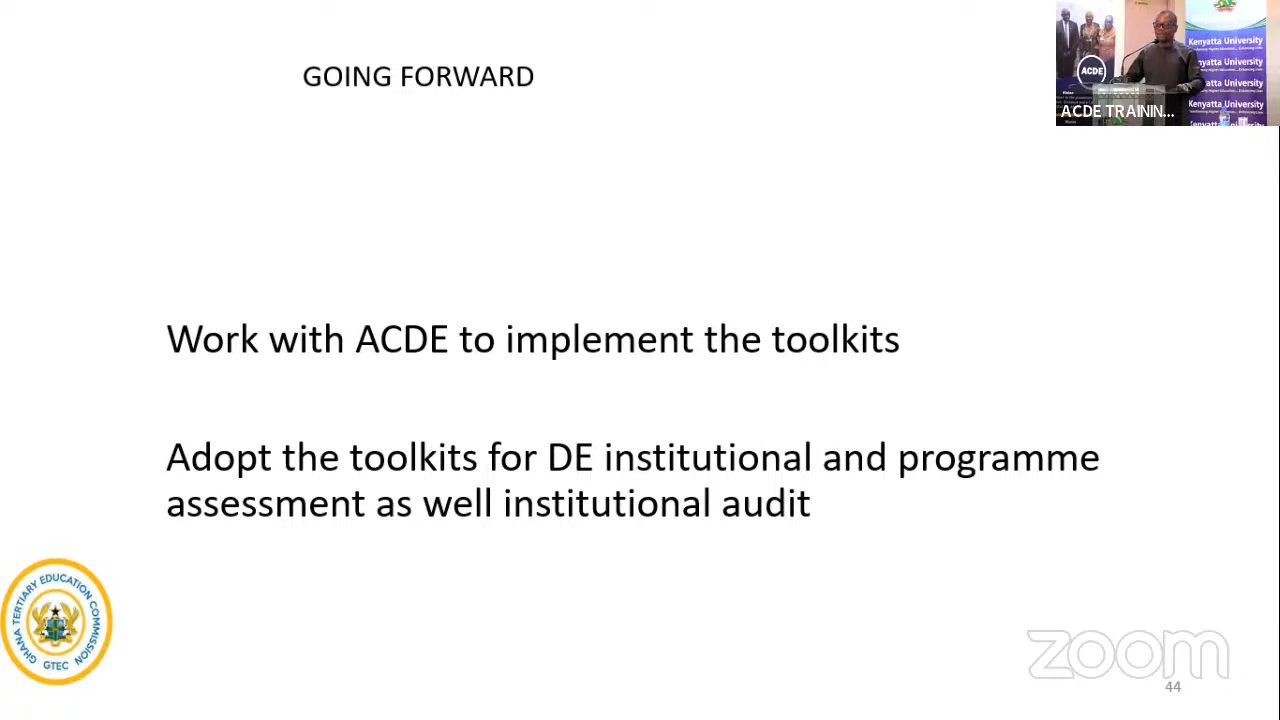 GOING FORWARD
Kenyatta University
Kenyatta University
Kenyatta University
Kenyatta University
Kenyatta University
ACDE
ACDE TRAININ...
Work with ACDE to implement the toolkits
Adopt the toolkits for DE institutional and programme
assessment as well institutional audit
GHANA TERTIARY EDUCATION COMMISSION
GTEC
zoom
44